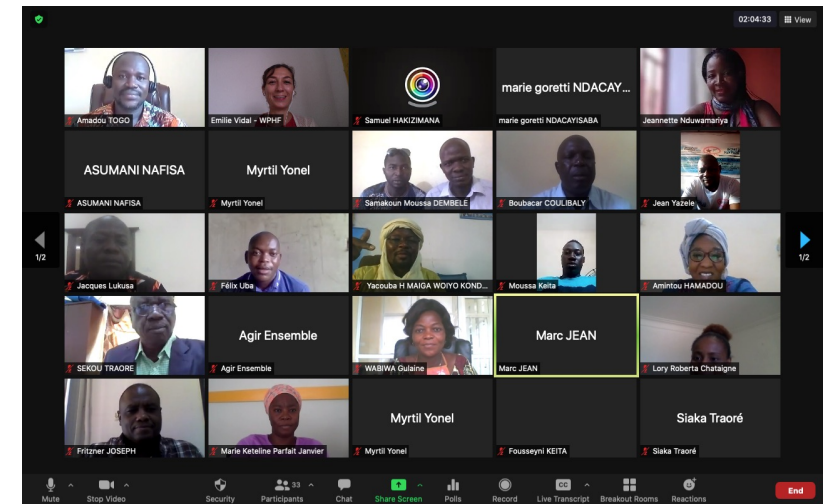 02:04:33 View
Amadou TOGO
Emilie Vidal - WPHF
Samuel HAKIZIMANA
marie goretti NDACAY...
marie goretti NDACAYISABA
Jeannette Nduwamariya
ASUMANI NAFISA
ASUMANI NAFISA
Myrtil Yonel
Myrtil Yonel
Samakoun Moussa DEMBELE
Boubacar COULIBALY
Jean Yazele
1/2
1/2
Jacques Lukusa
Félix Uba
Yacouba H MAIGA WOIYO KOND...
Moussa Keita
Amintou HAMADOU
SEKOU TRAORE
Agir Ensemble
Agir Ensemble
WABIWA Gulaine
Marc JEAN
Marc JEAN
Lory Roberta Chataigne
Fritzner JOSEPH
Marie Keteline Parfait Janvier
Myrtil Yonel
Myrtil Yonel
Fousseyni KEITA
Siaka Traoré
Siaka Traoré
Mute
Stop Video
Security
33
Participants
Chat
Share Screen
Polls
Record
CC
Live Transcript
Breakout Rooms
Reactions
End